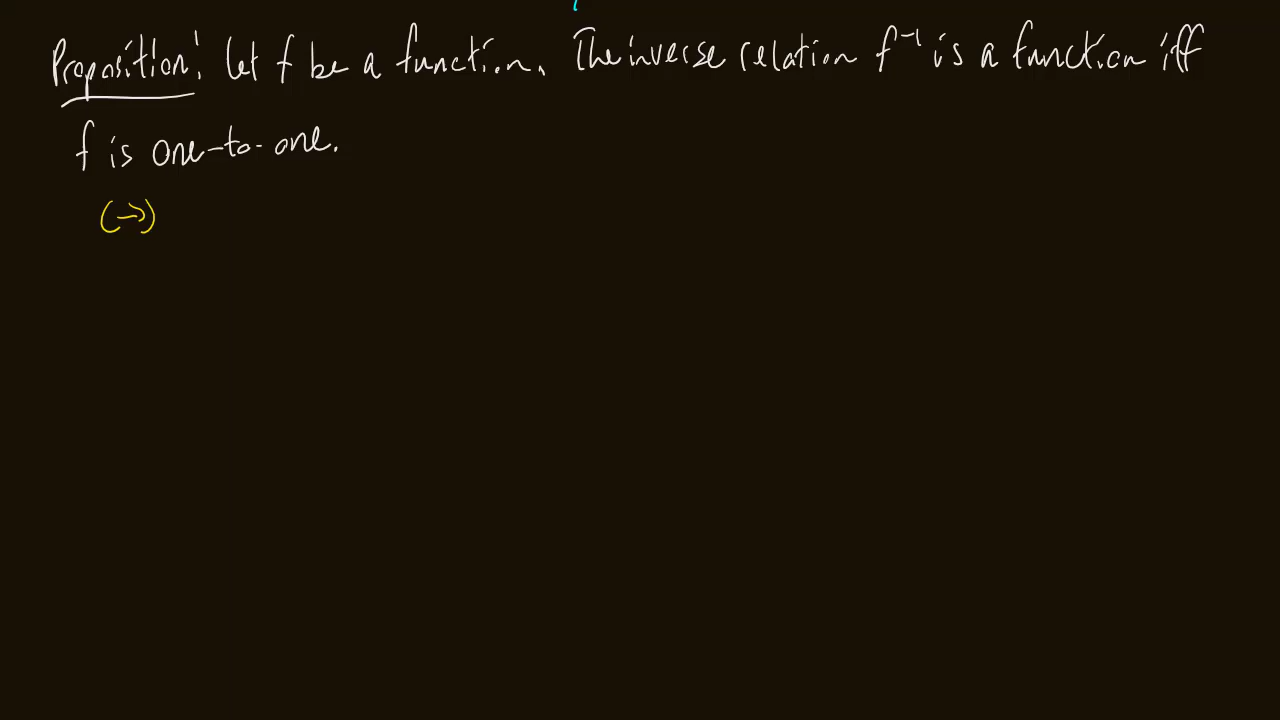 Proposition: Let f be a function. The inverse relation f⁻¹ is a function iff
f is one-to-one.
(→)